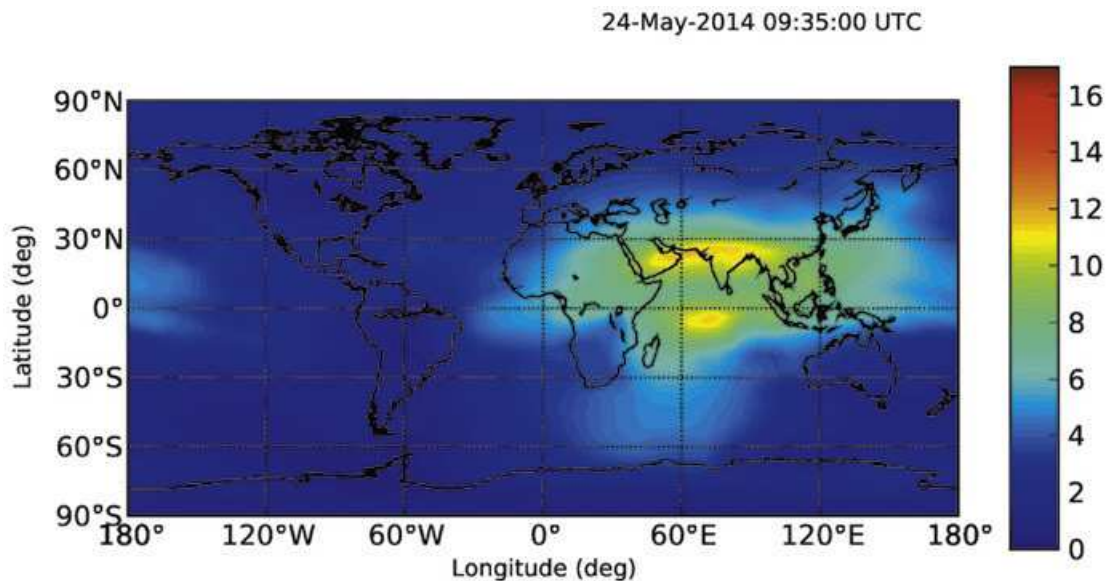 24-May-2014 09:35:00 UTC
90°N
60°N
30°N
0°
30°S
60°S
90°S
Latitude (deg)
180° 120°W 60°W 0° 60°E 120°E 180°
Longitude (deg)
16
14
12
10
8
6
4
2
0